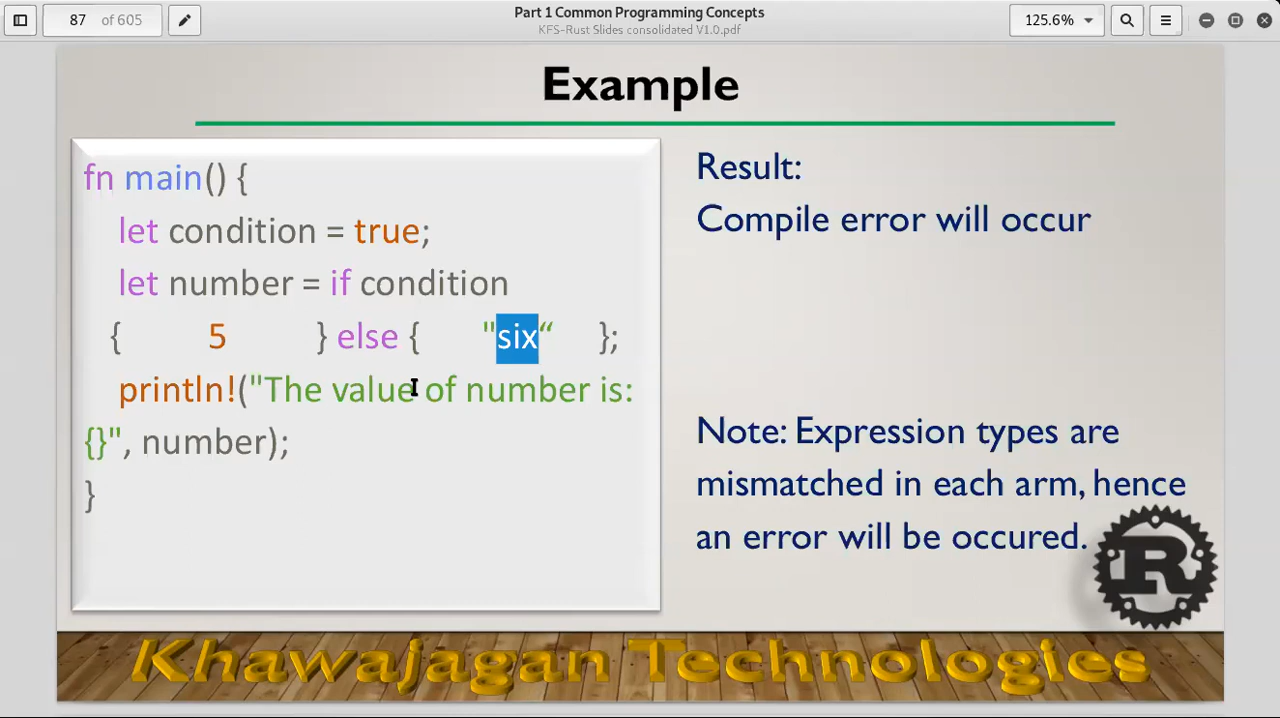 87 of 605
Part 1 Common Programming Concepts
KFS-Rust Slides consolidated V1.0.pdf
125.6%
Example
fn main() {
let condition = true;
let number = if condition
{ 5 } else { "six“ };
println!("The value of number is:
{}", number);
}
Result:
Compile error will occur
Note: Expression types are
mismatched in each arm, hence
an error will be occured.
R
Khawajagan Technologies